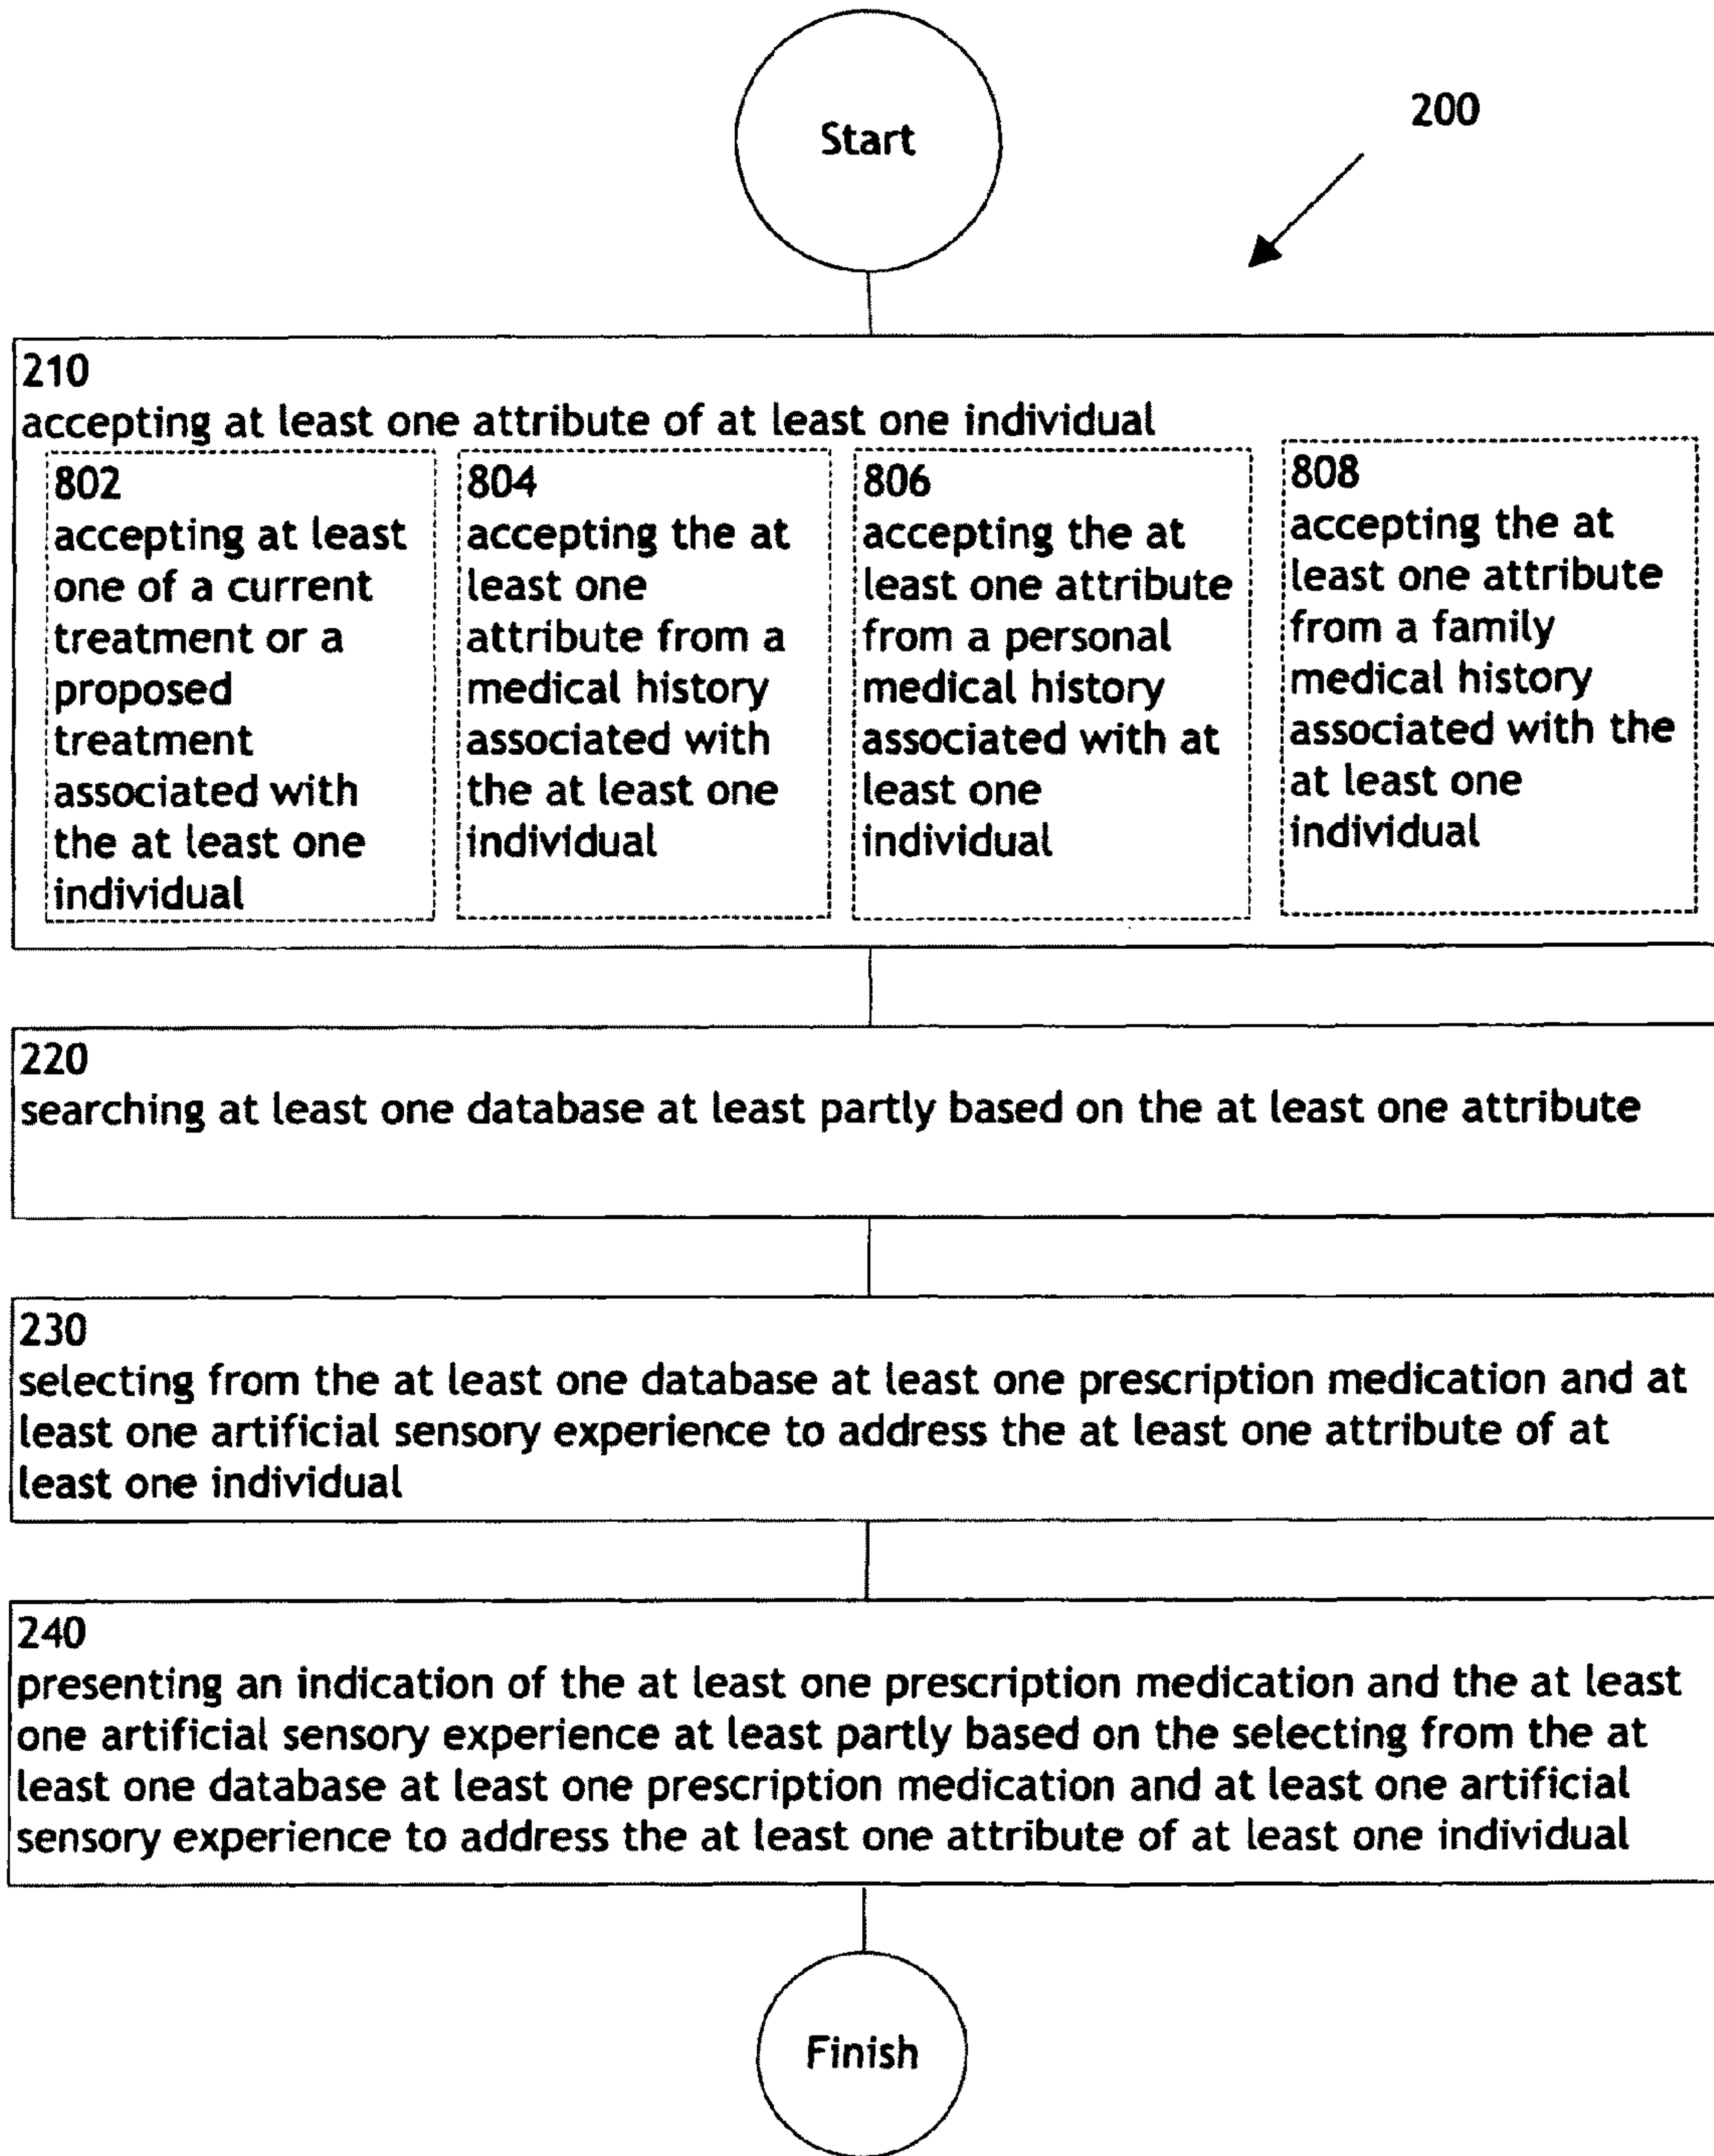 Start
200
210
accepting at least one attribute of at least one individual
802
accepting at least
one of a current
treatment or a
proposed
treatment
associated with
the at least one
individual
804
accepting the at
least one
attribute from a
medical history
associated with
the at least one
individual
806
accepting the at
least one attribute
from a personal
medical history
associated with at
least one
individual
808
accepting the at
least one attribute
from a family
medical history
associated with the
at least one
individual
220
searching at least one database at least partly based on the at least one attribute
230
selecting from the at least one database at least one prescription medication and at
least one artificial sensory experience to address the at least one attribute of at
least one individual
240
presenting an indication of the at least one prescription medication and the at least
one artificial sensory experience at least partly based on the selecting from the at
least one database at least one prescription medication and at least one artificial
sensory experience to address the at least one attribute of at least one individual
Finish